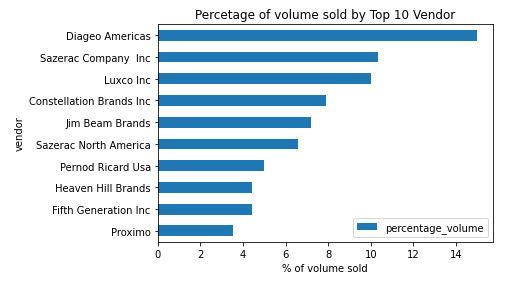 Percetage of volume sold by Top 10 Vendor
vendor
Diageo Americas
Sazerac Company  Inc
Luxco Inc
Constellation Brands Inc
Jim Beam Brands
Sazerac North America
Pernod Ricard Usa
Heaven Hill Brands
Fifth Generation Inc
Proximo
percentage_volume
0 2 4 6 8 10 12 14
% of volume sold